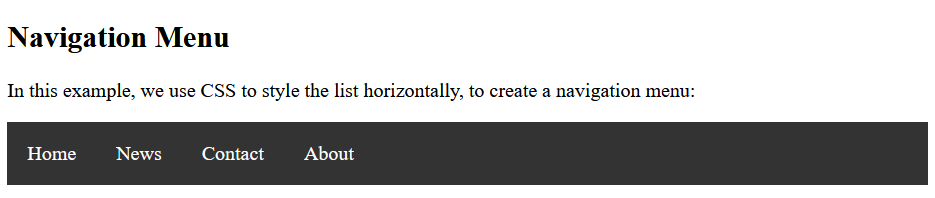 Navigation Menu
In this example, we use CSS to style the list horizontally, to create a navigation menu:
Home News Contact About